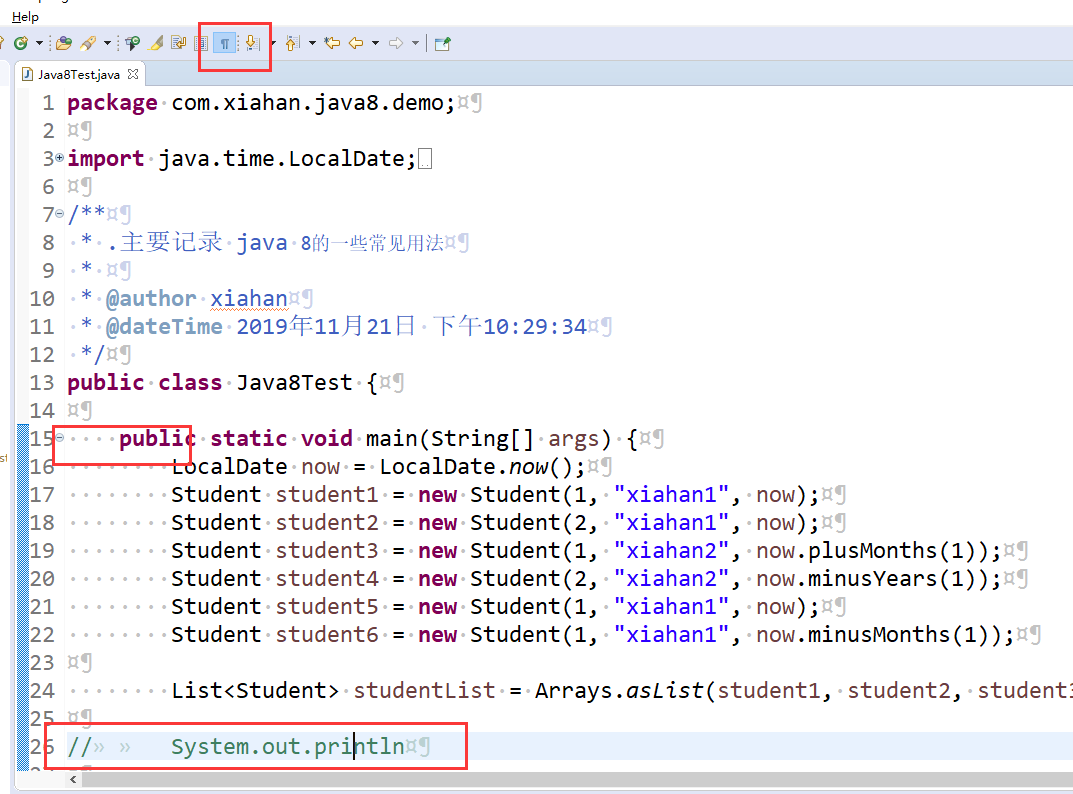 Help
Java8Test.java
1 package com.xiahan.java8.demo;¤¶
2 ¤¶
3 import java.time.LocalDate;
6 ¤¶
7 /**¤¶
8 * .主要记录 java 8的一些常见用法¤¶
9 * ¤¶
10 * @author xiahan¤¶
11 * @dateTime 2019年11月21日 下午10:29:34¤¶
12 */¤¶
13 public class Java8Test {¤¶
14 ¤¶
15 ····public static void main(String[] args) {¤¶
16 ········LocalDate now = LocalDate.now();¤¶
17 ········Student student1 = new Student(1, "xiahan1", now);¤¶
18 ········Student student2 = new Student(2, "xiahan1", now);¤¶
19 ········Student student3 = new Student(1, "xiahan2", now.plusMonths(1));¤¶
20 ········Student student4 = new Student(2, "xiahan2", now.minusYears(1));¤¶
21 ········Student student5 = new Student(1, "xiahan1", now);¤¶
22 ········Student student6 = new Student(1, "xiahan1", now.minusMonths(1));¤¶
23 ¤¶
24 ········List<Student> studentList = Arrays.asList(student1, student2, student3
25 ¤¶
26 //» » System.out.println¤¶